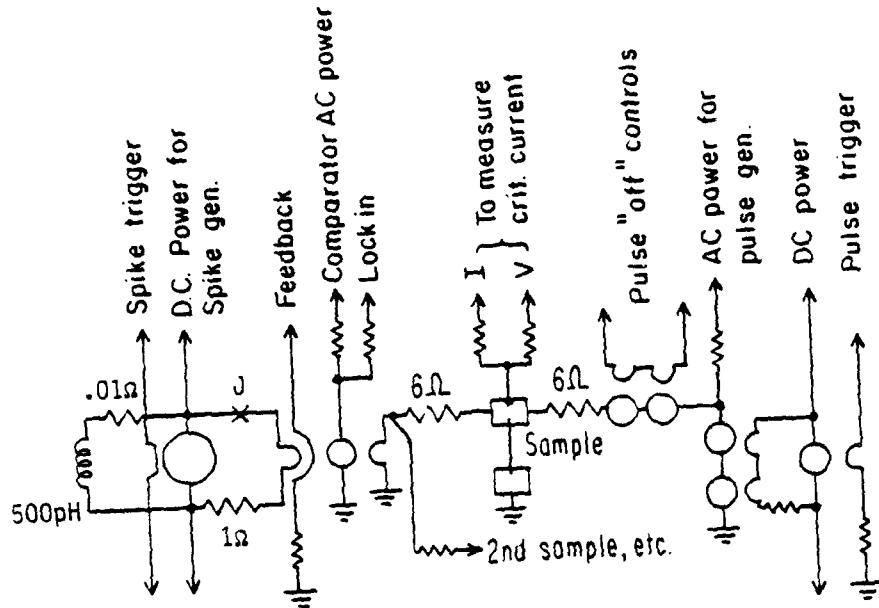 Spike trigger
D.C. Power for
Spike gen.
Feedback
Comparator AC power
Lock in
I
V
} To measure
crit. current
Pulse "off" controls
AC power for
pulse gen.
DC power
Pulse trigger
.01Ω
J
6Ω
6Ω
Sample
500pH
1Ω
2nd sample, etc.